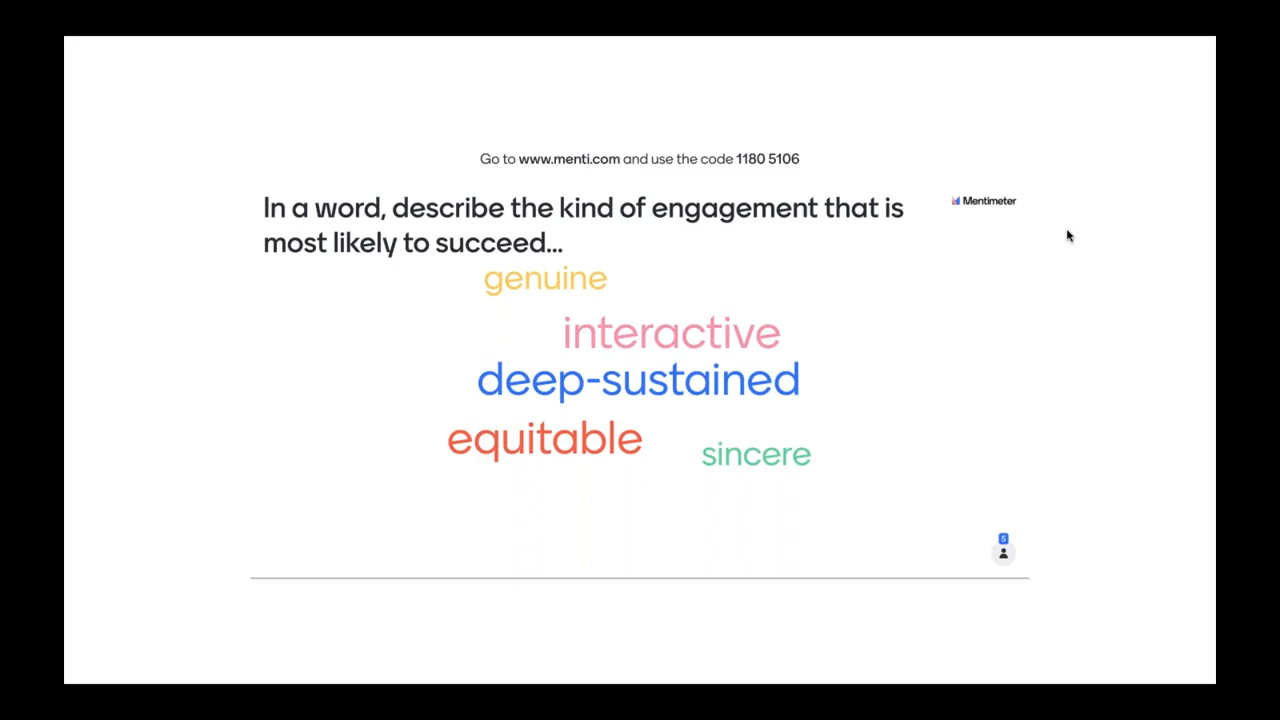 Go to www.menti.com and use the code 1180 5106
In a word, describe the kind of engagement that is
most likely to succeed...
Mentimeter
genuine
interactive
deep-sustained
equitable
sincere
5